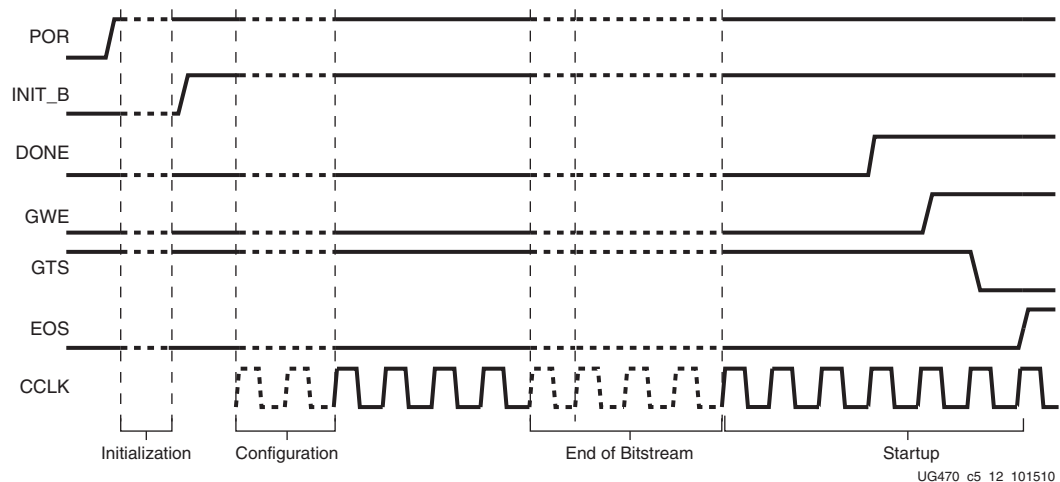 POR
INIT_B
DONE
GWE
GTS
EOS
CCLK
Initialization
Configuration
End of Bitstream
Startup
UG470_c5_12_101510